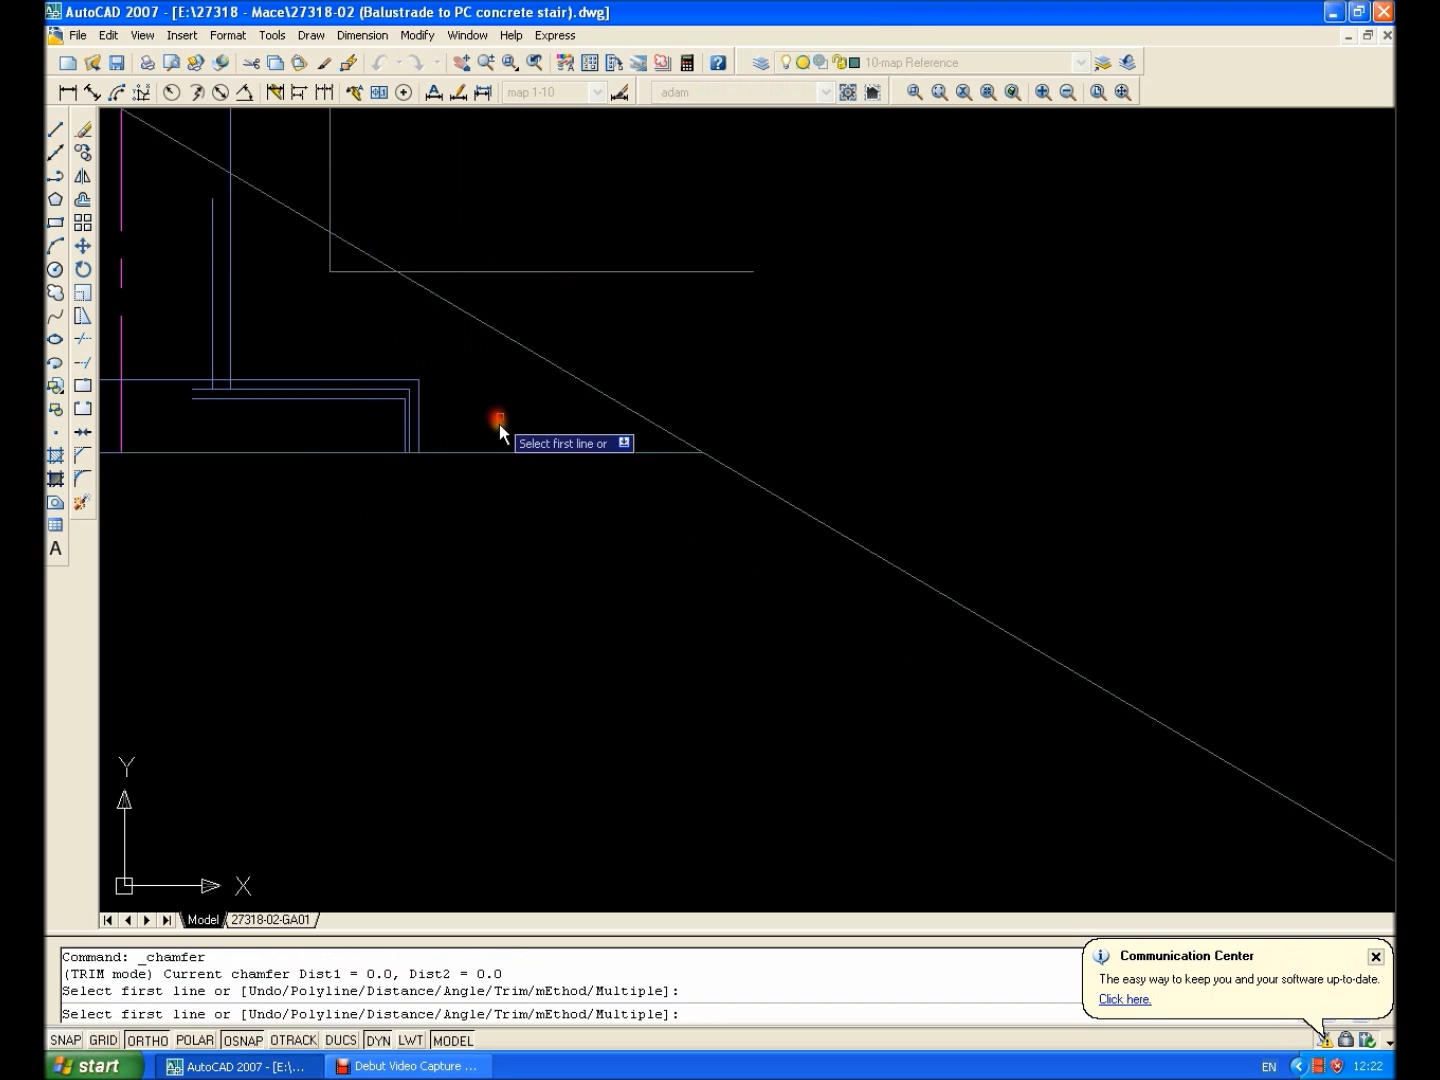 AutoCAD 2007 - [E:\27318 - Mace\27318-02 (Balustrade to PC concrete stair).dwg]
File Edit View Insert Format Tools Draw Dimension Modify Window Help Express
10-map Reference
map 1-10
adam
A
Select first line or
Y
X
Model 27318-02-GA01
Command: _chamfer
(TRIM mode) Current chamfer Dist1 = 0.0, Dist2 = 0.0
Select first line or [Undo/Polyline/Distance/Angle/Trim/mEthod/Multiple]:
Select first line or [Undo/Polyline/Distance/Angle/Trim/mEthod/Multiple]:
Communication Center
The easy way to keep you and your software up-to-date.
Click here.
SNAP GRID ORTHO POLAR OSNAP OTRACK DUCS DYN LWT MODEL
start AutoCAD 2007 - [E:\... Debut Video Capture ... EN 12:22